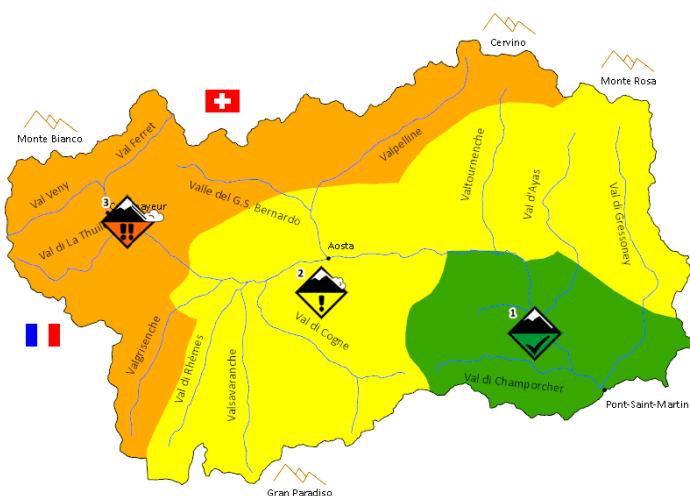 Cervino
Monte Rosa
Monte Bianco
Val Ferret
Valpelline
Val Veny
Valtournenche
Val d'Ayas
Valle del G.S. Bernardo
Val di Gressoney
3
Val di La Thuil
Aosta
2
1
Val di Cogne
Valgrisenche
Val di Rhèmes
Valsavaranche
Val di Champorcher
Pont-Saint-Martin
Gran Paradiso